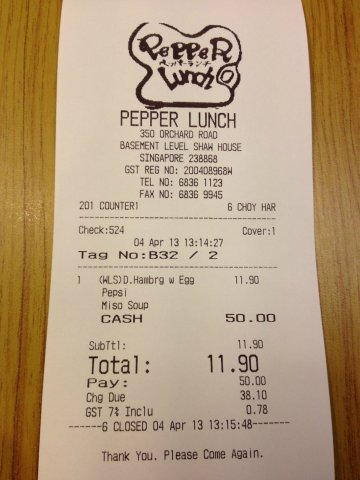 PePPeR
ペッパーランチ
Lunch
PEPPER LUNCH
350 ORCHARD ROAD
BASEMENT LEVEL SHAW HOUSE
SINGAPORE 238868
GST REG NO: 200408968W
TEL NO: 6836 1123
FAX NO: 6836 9945
201 COUNTER1 6 CHOY HAR
Check:524 Cover:1
04 Apr 13 13:14:27
Tag No:B32 / 2
1 (WLS)D.Hambrg w Egg 11.90
Pepsi
Miso Soup
CASH 50.00
SubTtl: 11.90
Total: 11.90
Pay: 50.00
Chg Due 38.10
GST 7% Inclu 0.78
------6 CLOSED 04 Apr 13 13:15:48------
Thank You. Please Come Again.